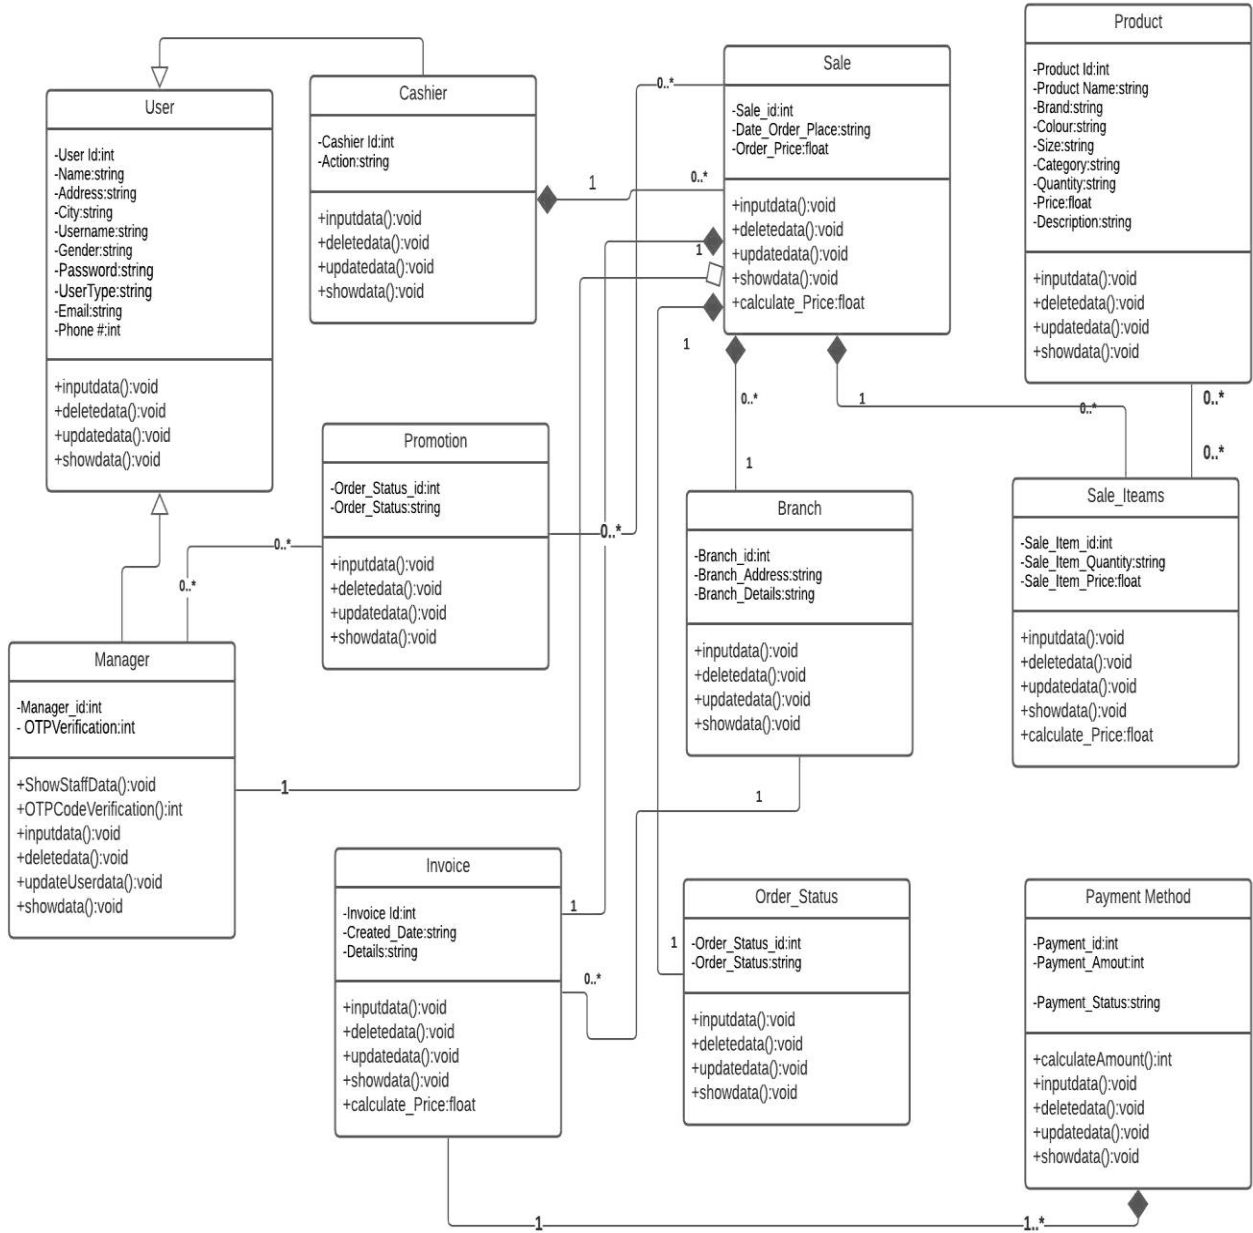 User
-User Id:int
-Name:string
-Address:string
-City:string
-Username:string
-Gender:string
-Password:string
-UserType:string
-Email:string
-Phone #:int
+inputdata():void
+deletedata():void
+updatedata():void
+showdata():void
Cashier
-Cashier Id:int
-Action:string
+inputdata():void
+deletedata():void
+updatedata():void
+showdata():void
1
0..*
0..*
Sale
-Sale_id:int
-Date_Order_Place:string
-Order_Price:float
+inputdata():void
+deletedata():void
+updatedata():void
+showdata():void
+calculate_Price:float
1
1
0..*
1
1
0..*
Product
-Product Id:int
-Product Name:string
-Brand:string
-Colour:string
-Size:string
-Category:string
-Quantity:string
-Price:float
-Description:string
+inputdata():void
+deletedata():void
+updatedata():void
+showdata():void
0..*
0..*
Promotion
-Order_Status_id:int
-Order_Status:string
+inputdata():void
+deletedata():void
+updatedata():void
+showdata():void
0..*
0..*
0..*
Branch
-Branch_id:int
-Branch_Address:string
-Branch_Details:string
+inputdata():void
+deletedata():void
+updatedata():void
+showdata():void
1
Sale_Iteams
-Sale_Item_id:int
-Sale_Item_Quantity:string
-Sale_Item_Price:float
+inputdata():void
+deletedata():void
+updatedata():void
+showdata():void
+calculate_Price:float
Manager
-Manager_id:int
- OTPVerification:int
+ShowStaffData():void
+OTPCodeVerification():int
+inputdata():void
+deletedata():void
+updateUserdata():void
+showdata():void
1
Invoice
-Invoice Id:int
-Created_Date:string
-Details:string
+inputdata():void
+deletedata():void
+updatedata():void
+showdata():void
+calculate_Price:float
1
0..*
Order_Status
1
-Order_Status_id:int
-Order_Status:string
+inputdata():void
+deletedata():void
+updatedata():void
+showdata():void
Payment Method
-Payment_id:int
-Payment_Amout:int
-Payment_Status:string
+calculateAmount():int
+inputdata():void
+deletedata():void
+updatedata():void
+showdata():void
1
1..*